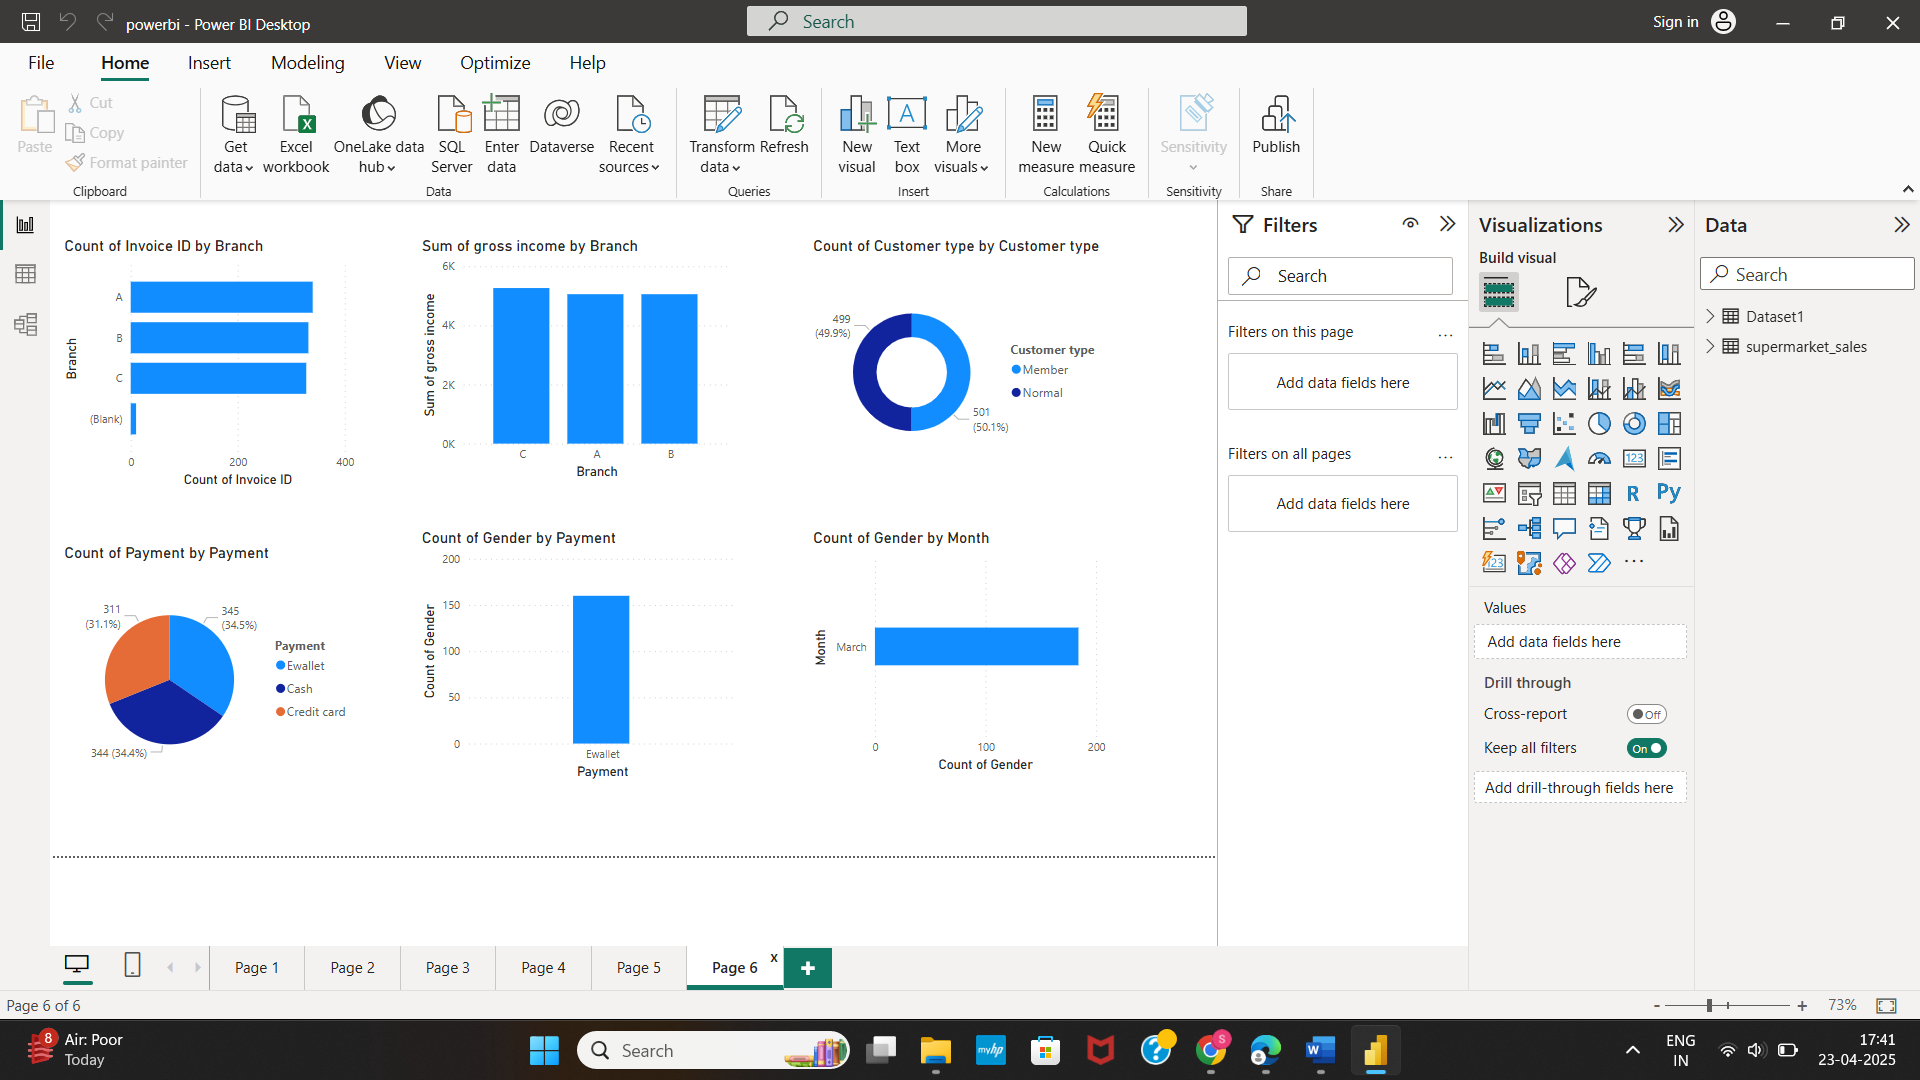 powerbi - Power BI Desktop
Search
Sign in
File
Home
Insert
Modeling
View
Optimize
Help
Paste
Cut
Copy
Format painter
Clipboard
Get data
Excel workbook
OneLake data hub
SQL Server
Enter data
Dataverse
Recent sources
Data
Transform data
Refresh
Queries
New visual
Text box
More visuals
Insert
New measure
Quick measure
Calculations
Sensitivity
Sensitivity
Publish
Share
Count of Invoice ID by Branch
Branch
A
B
C
(Blank)
0
200
400
Count of Invoice ID
Sum of gross income by Branch
Sum of gross income
6K
4K
2K
0K
C
A
B
Branch
Count of Customer type by Customer type
499
(49.9%)
501
(50.1%)
Customer type
Member
Normal
Count of Payment by Payment
311
(31.1%)
345
(34.5%)
344 (34.4%)
Payment
Ewallet
Cash
Credit card
Count of Gender by Payment
Count of Gender
200
150
100
50
0
Ewallet
Payment
Count of Gender by Month
Month
March
0
100
200
Count of Gender
Filters
Search
Filters on this page
...
Add data fields here
Filters on all pages
...
Add data fields here
Visualizations
Build visual
123
R
Py
123
...
Values
Add data fields here
Drill through
Cross-report
Off
Keep all filters
On
Add drill-through fields here
Data
Search
Dataset1
supermarket_sales
Page 1
Page 2
Page 3
Page 4
Page 5
Page 6
x
+
Page 6 of 6
-
+
73%
8
Air: Poor
Today
Search
myhp
?
S
W
ENG
IN
17:41
23-04-2025